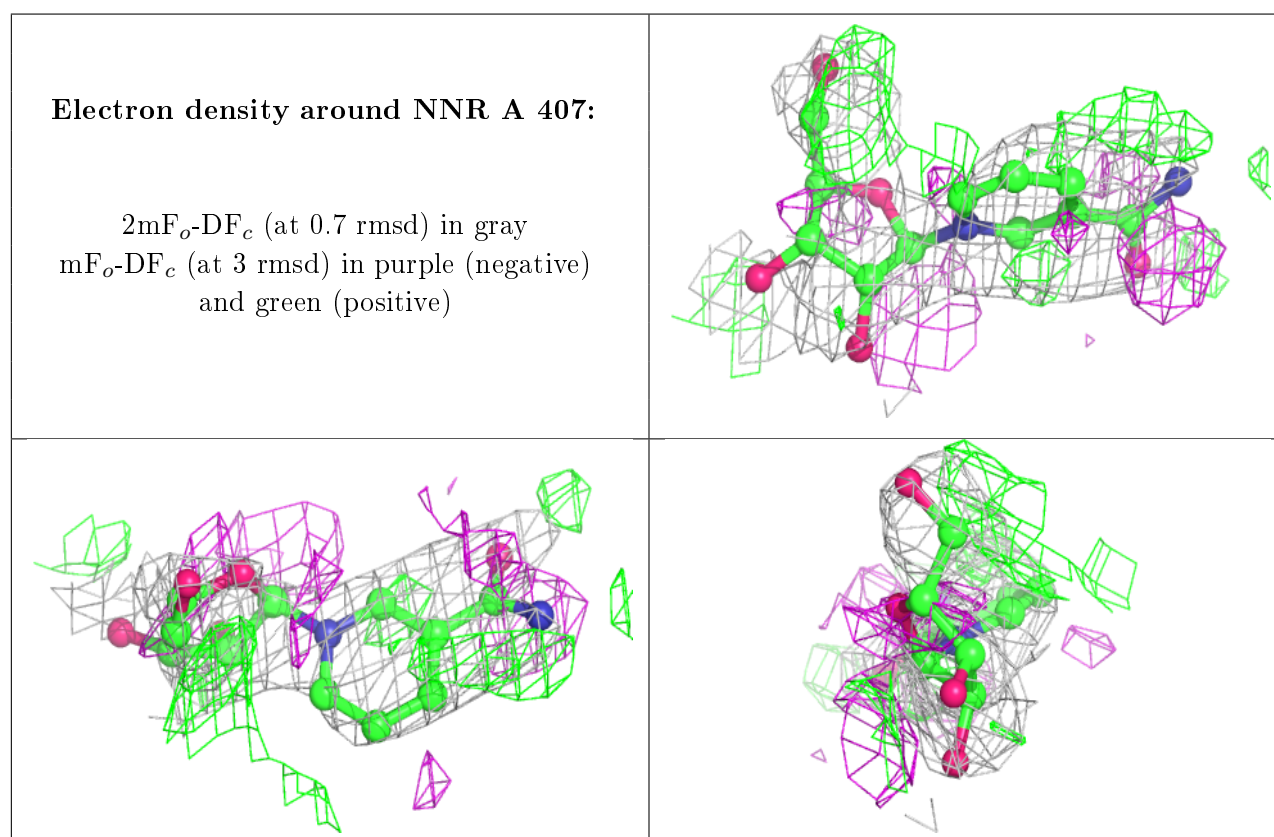 Electron density around NNR A 407:
2mFₒ-DF𝒸 (at 0.7 rmsd) in gray
mFₒ-DF𝒸 (at 3 rmsd) in purple (negative)
and green (positive)